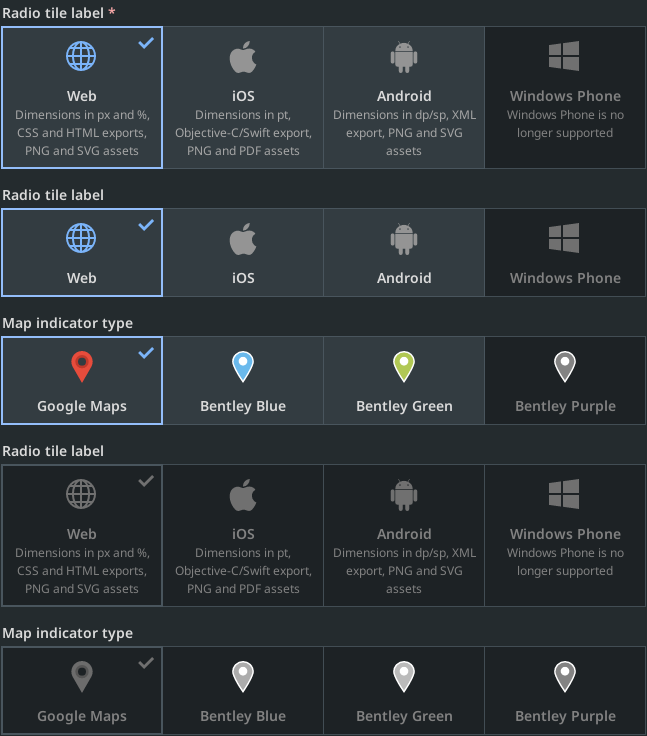 Radio tile label *
Web
Dimensions in px and %,
CSS and HTML exports,
PNG and SVG assets
iOS
Dimensions in pt,
Objective-C/Swift export,
PNG and PDF assets
Android
Dimensions in dp/sp, XML
export, PNG and SVG
assets
Windows Phone
Windows Phone is no
longer supported
Radio tile label
Web
iOS
Android
Windows Phone
Map indicator type
Google Maps
Bentley Blue
Bentley Green
Bentley Purple
Radio tile label
Web
Dimensions in px and %,
CSS and HTML exports,
PNG and SVG assets
iOS
Dimensions in pt,
Objective-C/Swift export,
PNG and PDF assets
Android
Dimensions in dp/sp, XML
export, PNG and SVG
assets
Windows Phone
Windows Phone is no
longer supported
Map indicator type
Google Maps
Bentley Blue
Bentley Green
Bentley Purple